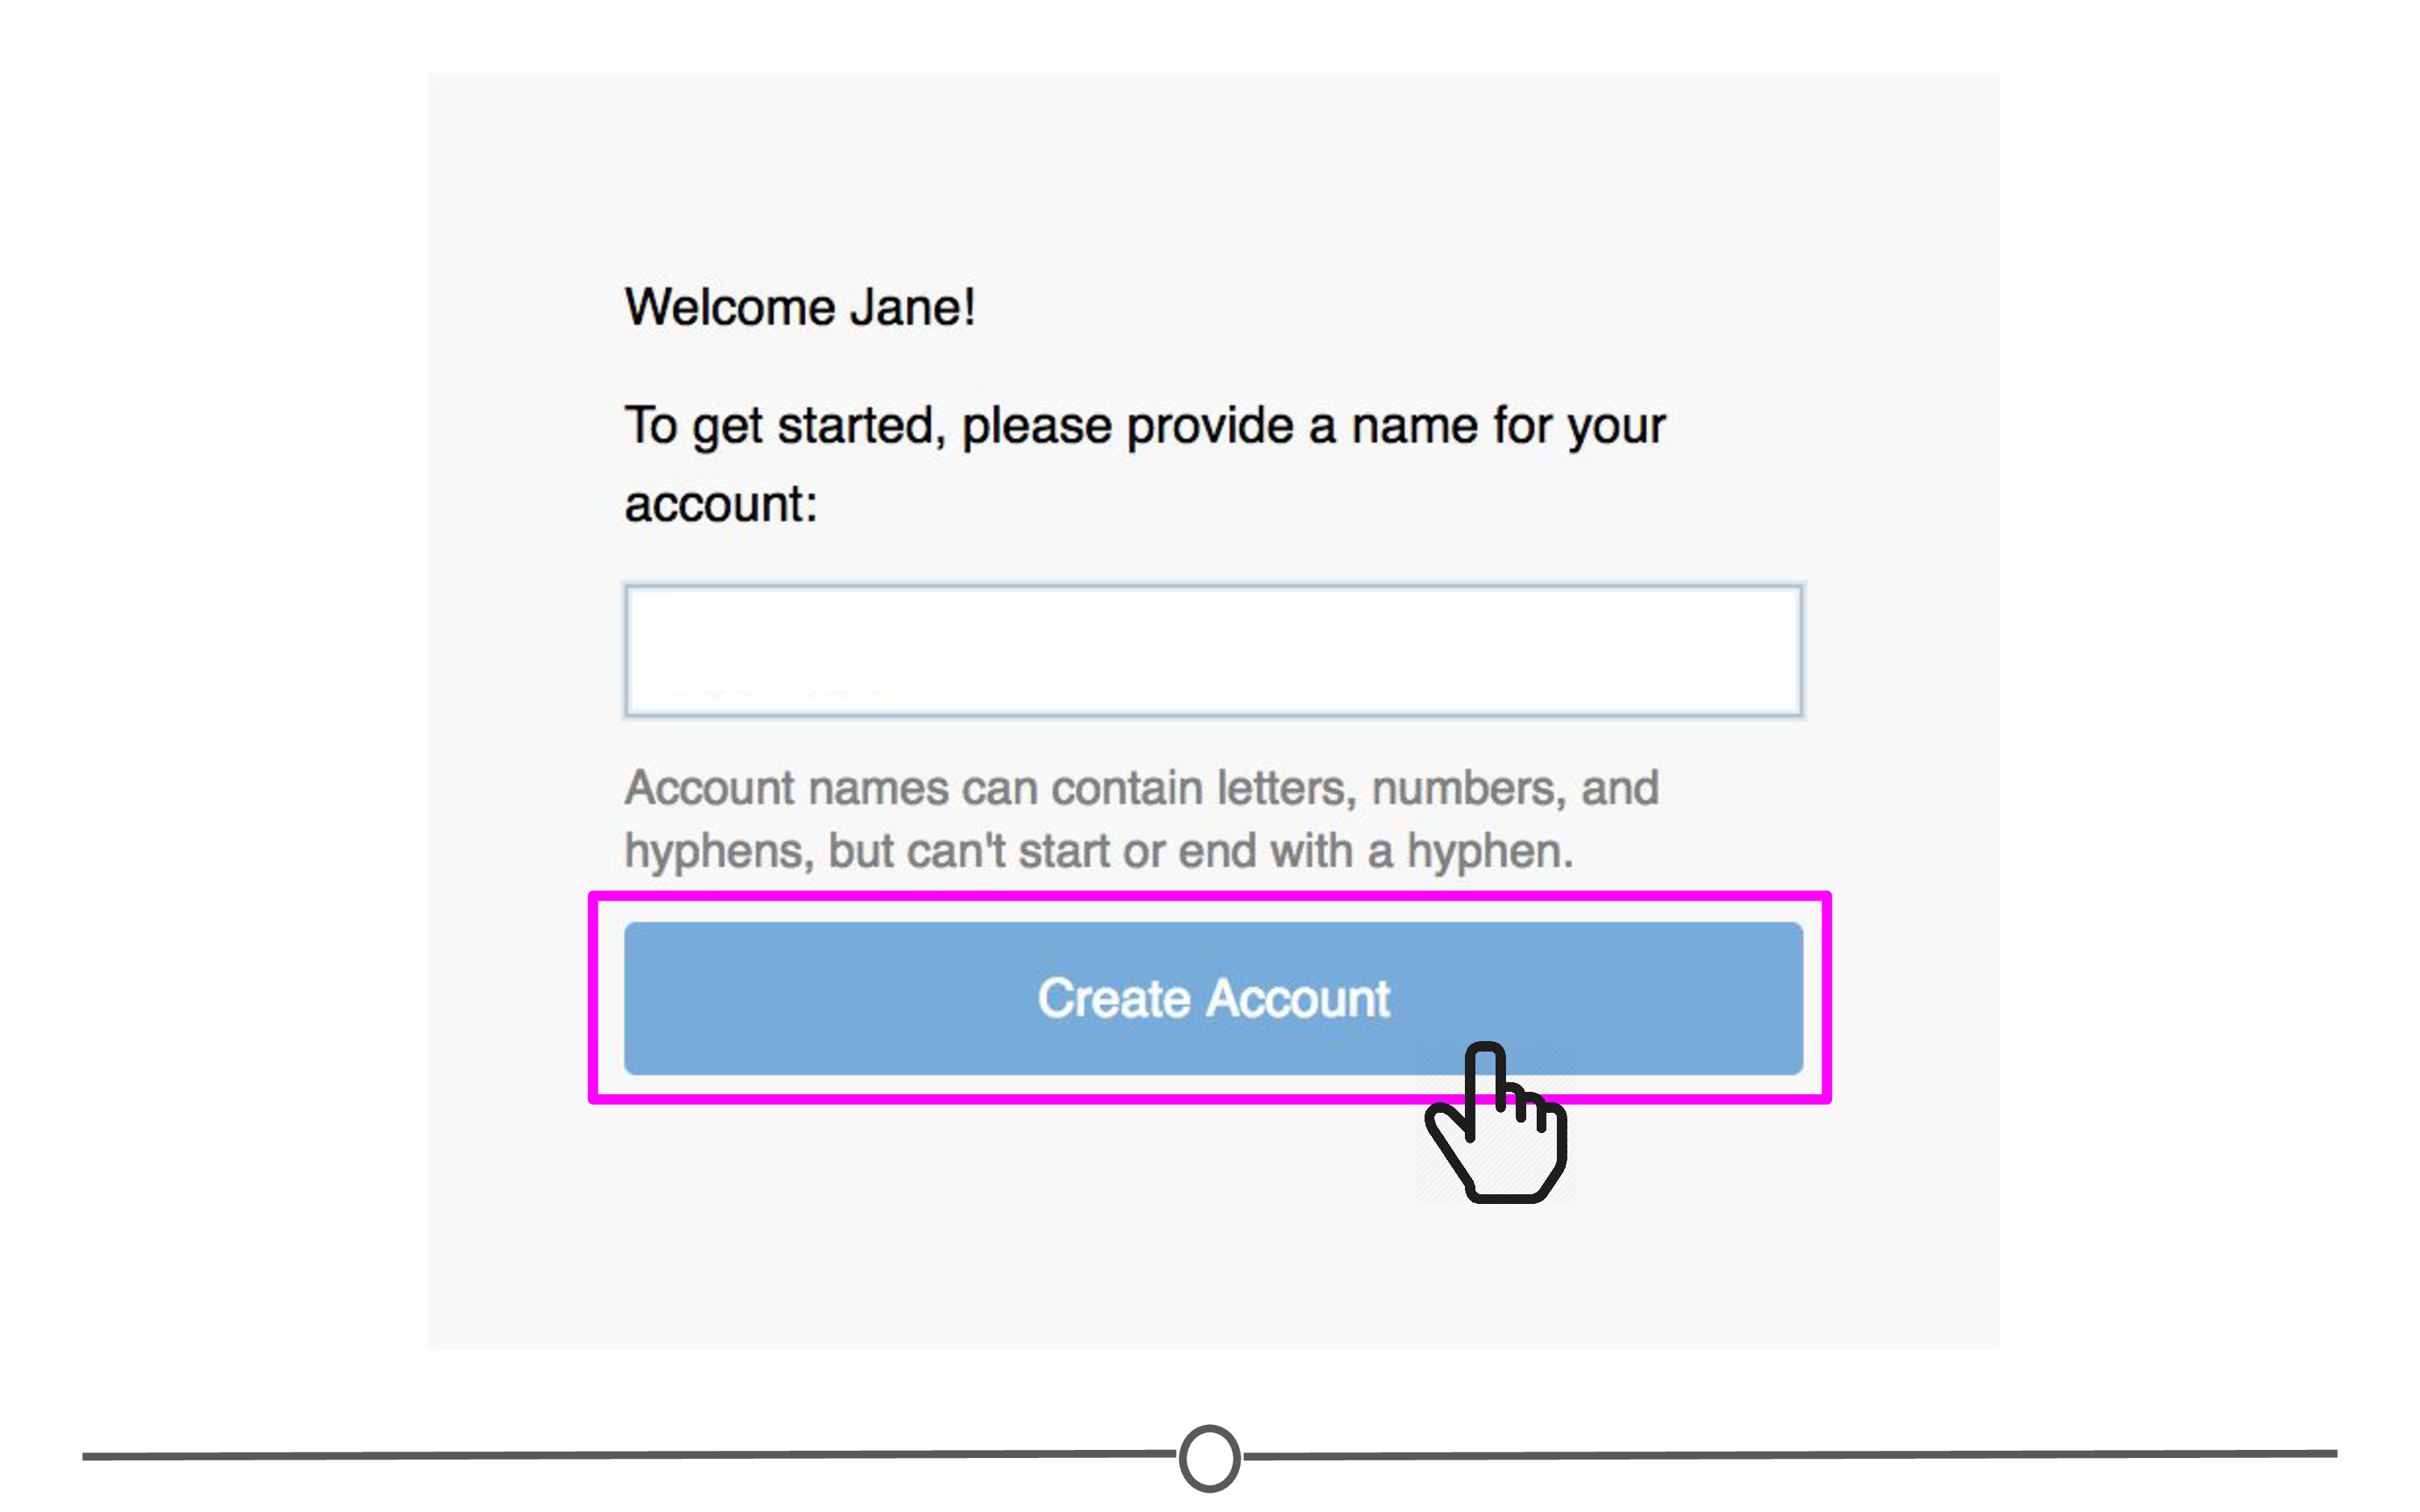 Welcome Jane!
To get started, please provide a name for your
account:
Account names can contain letters, numbers, and
hyphens, but can't start or end with a hyphen.
Create Account